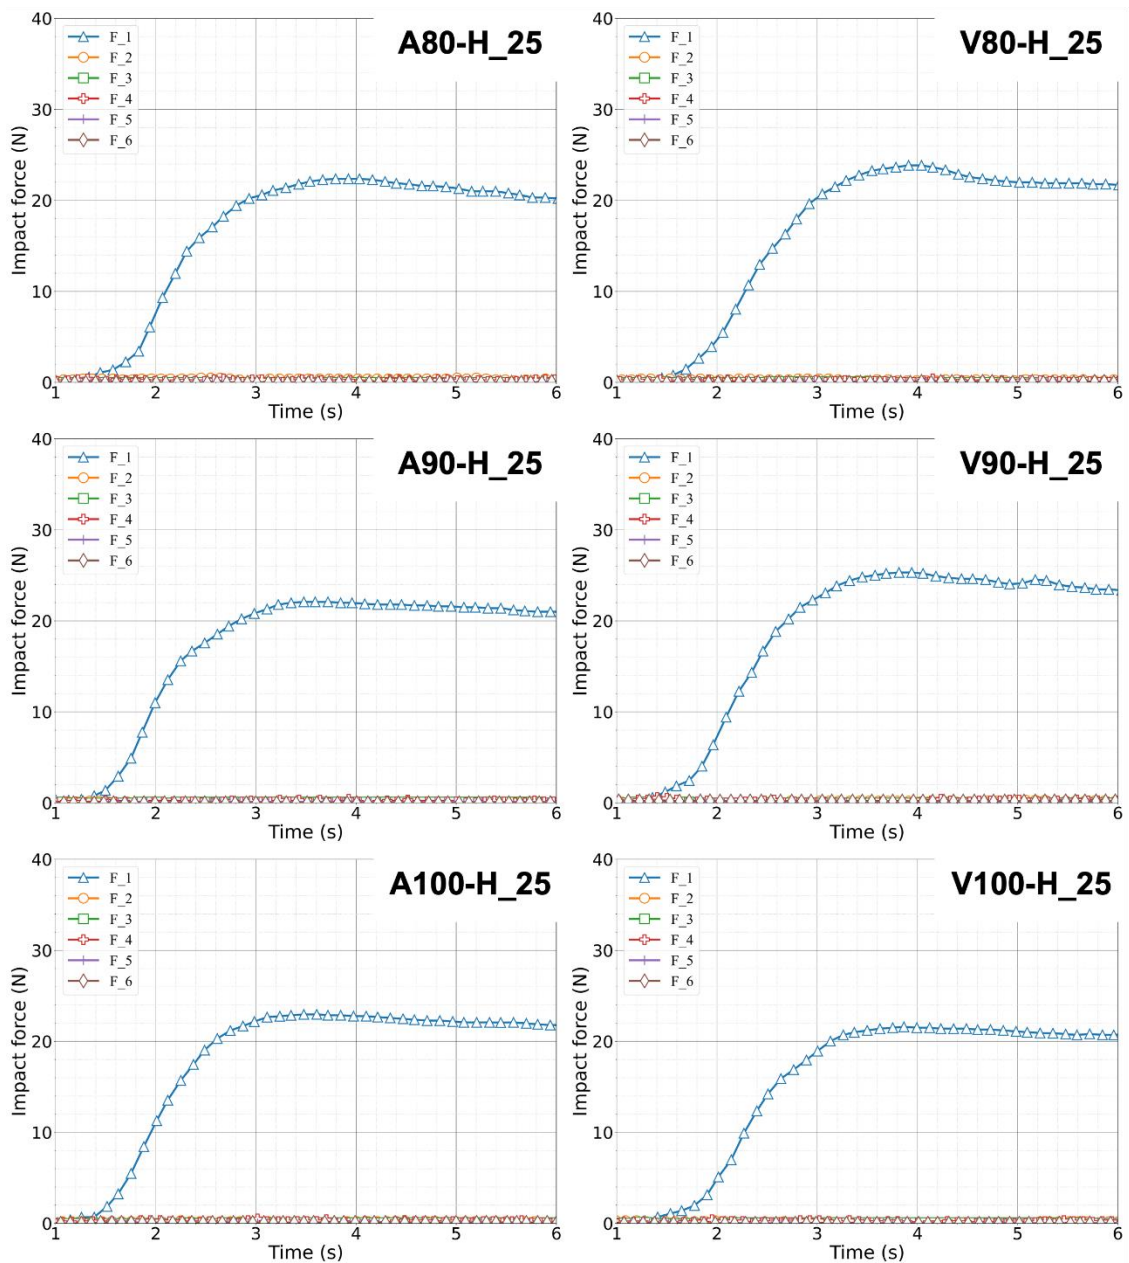 A80-H_25
Impact force (N)
40
30
20
10
0
F_1
F_2
F_3
F_4
F_5
F_6
1 2 3 4 5 6
Time (s)
V80-H_25
Impact force (N)
40
30
20
10
0
F_1
F_2
F_3
F_4
F_5
F_6
1 2 3 4 5 6
Time (s)
A90-H_25
Impact force (N)
40
30
20
10
0
F_1
F_2
F_3
F_4
F_5
F_6
1 2 3 4 5 6
Time (s)
V90-H_25
Impact force (N)
40
30
20
10
0
F_1
F_2
F_3
F_4
F_5
F_6
1 2 3 4 5 6
Time (s)
A100-H_25
Impact force (N)
40
30
20
10
0
F_1
F_2
F_3
F_4
F_5
F_6
1 2 3 4 5 6
Time (s)
V100-H_25
Impact force (N)
40
30
20
10
0
F_1
F_2
F_3
F_4
F_5
F_6
1 2 3 4 5 6
Time (s)